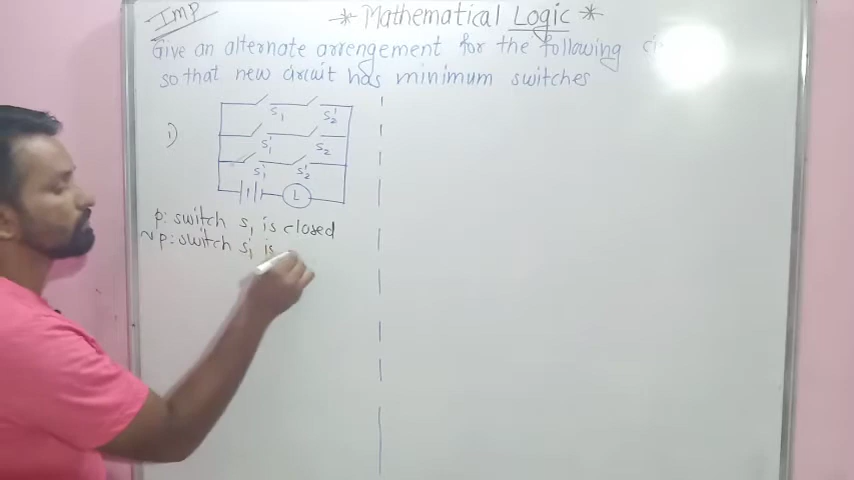 IMP
* Mathematical Logic *
Give an alternate arrangement for the following
so that new circuit has minimum switches
i)
S₁ S₂'
S₁' S₂
S₁' S₂'
L
p: switch S₁ is closed
~p: switch S₁' is